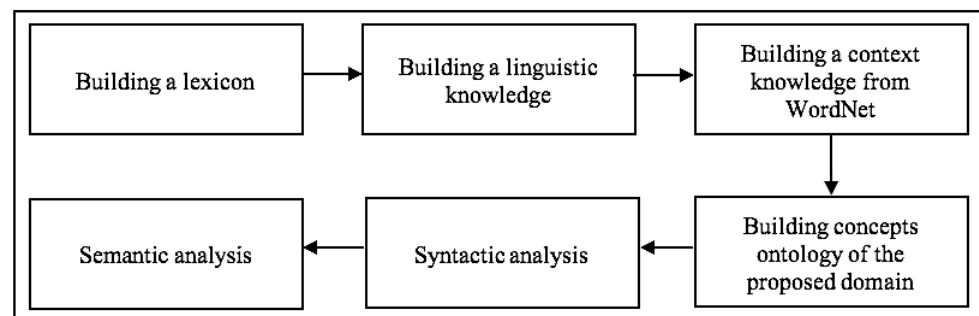 Building a lexicon
Building a linguistic
knowledge
Building a context
knowledge from
WordNet
Building concepts
ontology of the
proposed domain
Syntactic analysis
Semantic analysis